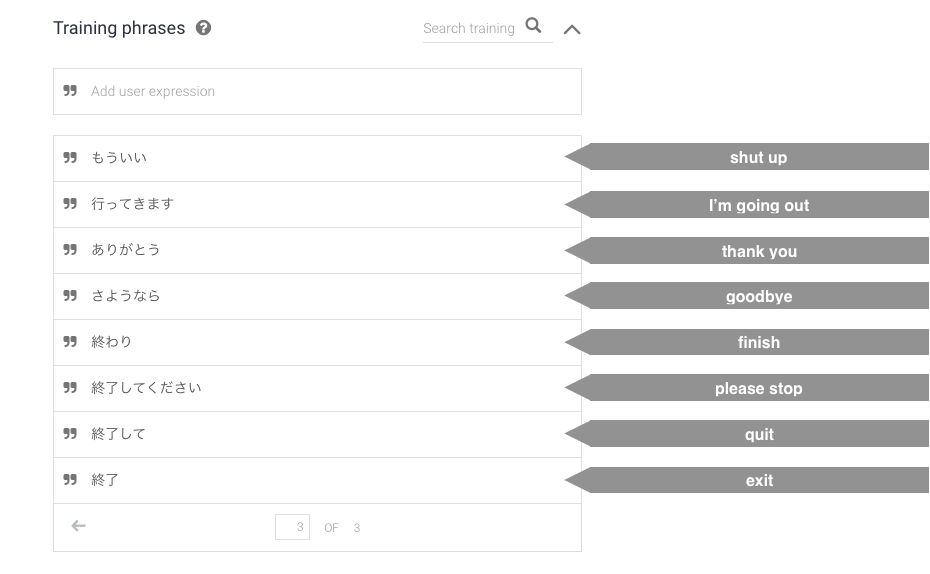 Training phrases
Search training
Add user expression
もういい
shut up
行ってきます
I'm going out
ありがとう
thank you
さようなら
goodbye
終わり
finish
終了してください
please stop
終了して
quit
終了
exit
3 OF 3